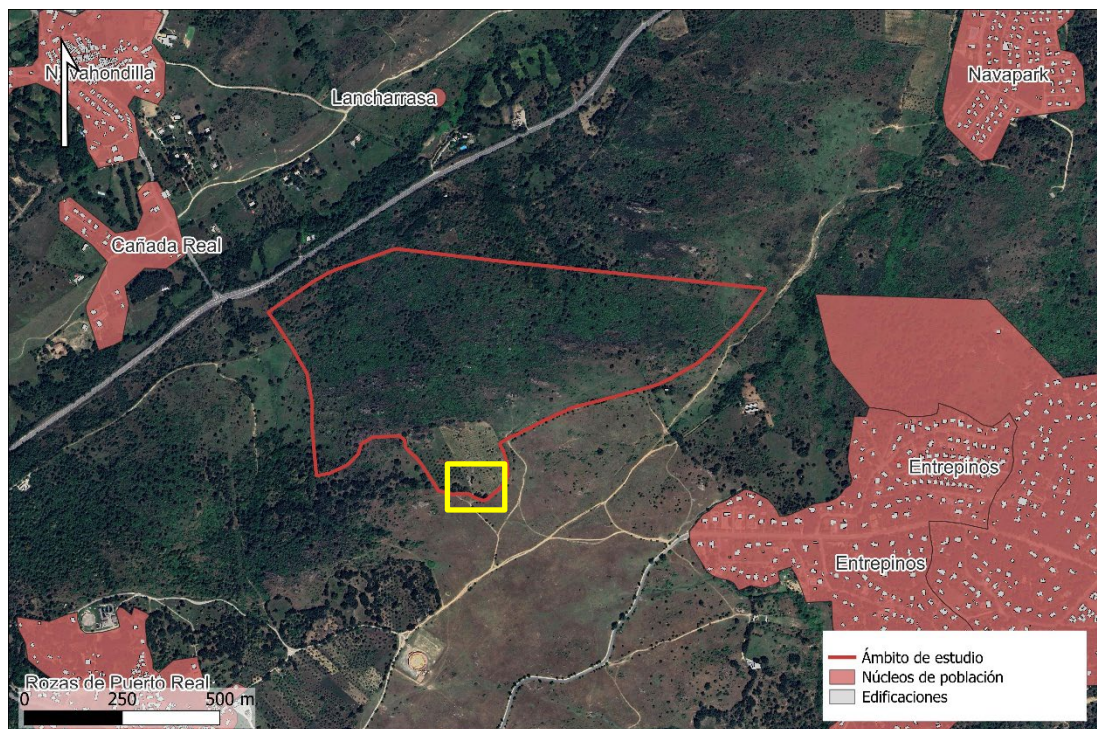 Navahondilla
Lancharrasa
Navapark
Cañada Real
Entrepinos
Entrepinos
Rozas de Puerto Real
0 250 500 m
Ámbito de estudio
Núcleos de población
Edificaciones